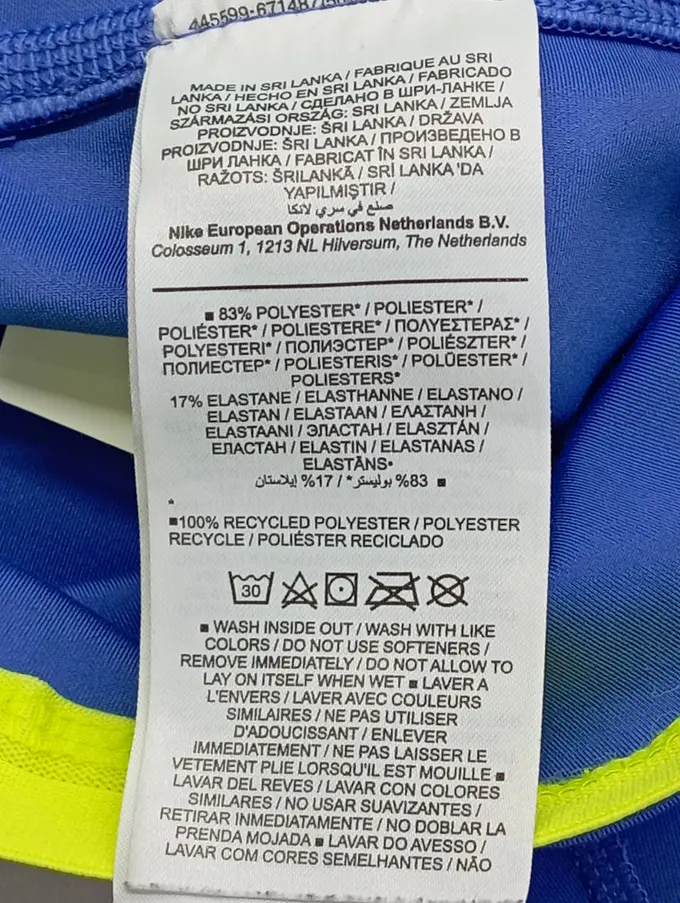 MADE IN SRI LANKA / FABRIQUE AU SRI
LANKA / HECHO EN SRI LANKA / FABRICADO
NO SRI LANKA / СДЕЛАНО В ШРИ-ЛАНКЕ /
SZÁRMAZÁSI ORSZÁG: SRI LANKA / ZEMLJA
PROIZVODNJE: ŠRI LANKA / DRŽAVA
PROIZVODNJE: ŠRI LANKA / ПРОИЗВЕДЕНО В
ШРИ ЛАНКА / FABRICAT ÎN SRI LANKA /
RAŽOTS: ŠRILANKĀ / SRİ LANKA 'DA
YAPILMIŞTIR /
صنع في سري لانكا
Nike European Operations Netherlands B.V.
Colosseum 1, 1213 NL Hilversum, The Netherlands
■ 83% POLYESTER* / POLIESTER* /
POLIÉSTER* / POLIESTERE* / ΠΟΛΥΕΣΤΕΡΑΣ* /
POLYESTERI* / ПОЛИЭСТЕР* / POLIÉSZTER* /
ПОЛИЕСТЕР* / POLIESTERIS* / POLÜESTER* /
POLIESTERS*
17% ELASTANE / ELASTHANNE / ELASTANO /
ELASTAN / ELASTAAN / ΕΛΑΣΤΑΝΗ /
ELASTAANI / ЭЛАСТАН / ELASZTÁN /
ЕЛАСТАН / ELASTIN / ELASTANAS /
ELASTĀNS•
■ 83% بوليستر* / 17% إيلاستان
*
■100% RECYCLED POLYESTER / POLYESTER
RECYCLE / POLIÉSTER RECICLADO
30
■ WASH INSIDE OUT / WASH WITH LIKE
COLORS / DO NOT USE SOFTENERS /
REMOVE IMMEDIATELY / DO NOT ALLOW TO
LAY ON ITSELF WHEN WET ■ LAVER A
L'ENVERS / LAVER AVEC COULEURS
SIMILAIRES / NE PAS UTILISER
D'ADOUCISSANT / ENLEVER
IMMEDIATEMENT / NE PAS LAISSER LE
VETEMENT PLIE LORSQU'IL EST MOUILLE ■
LAVAR DEL REVES / LAVAR CON COLORES
SIMILARES / NO USAR SUAVIZANTES /
RETIRAR INMEDIATAMENTE / NO DOBLAR LA
PRENDA MOJADA ■ LAVAR DO AVESSO /
LAVAR COM CORES SEMELHANTES / NÃO